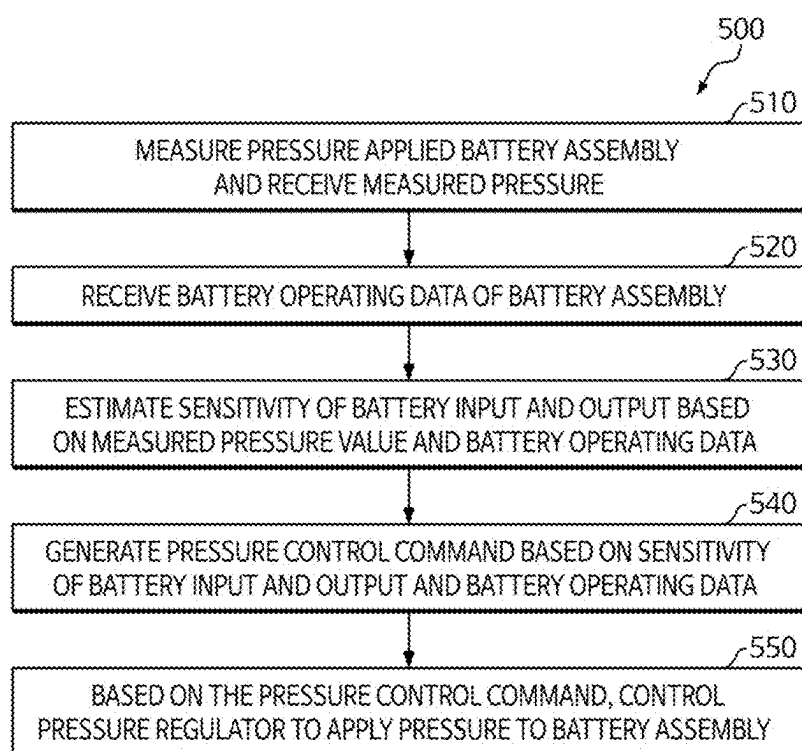 500
510
MEASURE PRESSURE APPLIED BATTERY ASSEMBLY
AND RECEIVE MEASURED PRESSURE
520
RECEIVE BATTERY OPERATING DATA OF BATTERY ASSEMBLY
530
ESTIMATE SENSITIVITY OF BATTERY INPUT AND OUTPUT BASED
ON MEASURED PRESSURE VALUE AND BATTERY OPERATING DATA
540
GENERATE PRESSURE CONTROL COMMAND BASED ON SENSITIVITY
OF BATTERY INPUT AND OUTPUT AND BATTERY OPERATING DATA
550
BASED ON THE PRESSURE CONTROL COMMAND, CONTROL
PRESSURE REGULATOR TO APPLY PRESSURE TO BATTERY ASSEMBLY